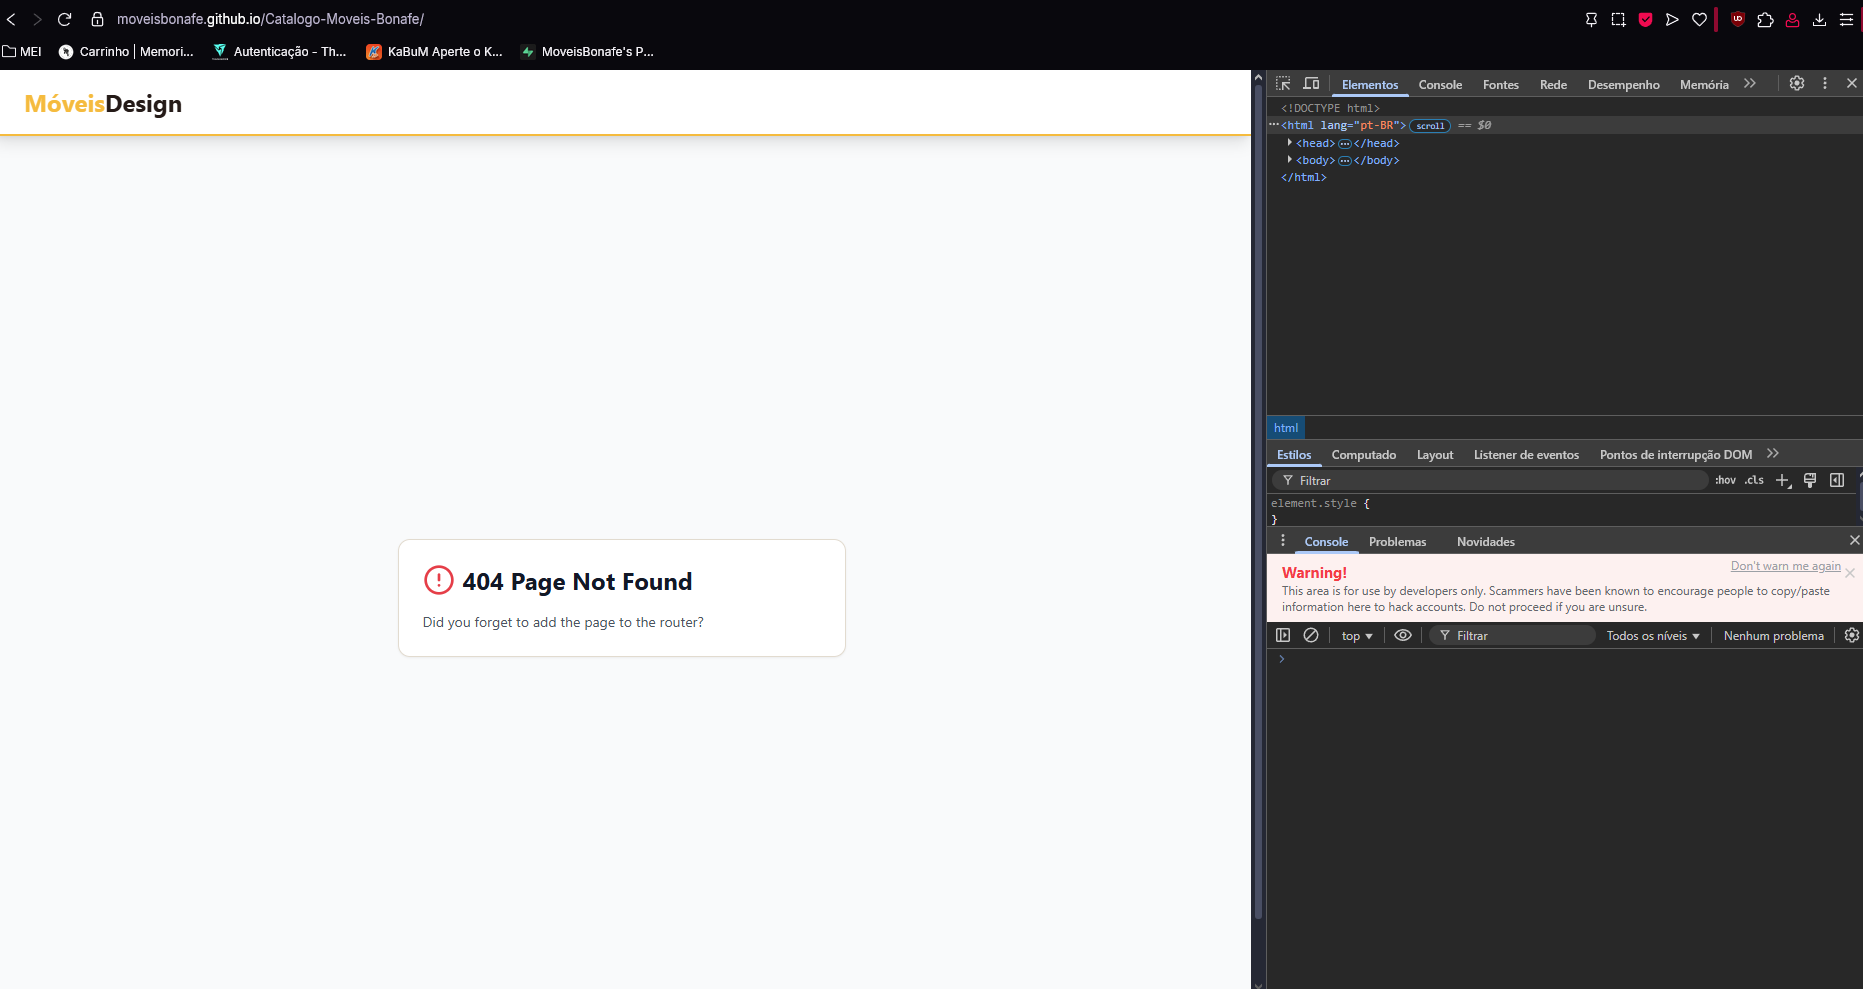 moveisbonafe.github.io/Catalogo-Moveis-Bonafe/
MEI
Carrinho | Memori...
Autenticação - Th...
KaBuM Aperte o K...
MoveisBonafe's P...
MóveisDesign
404 Page Not Found
Did you forget to add the page to the router?
Elementos Console Fontes Rede Desempenho Memória
<!DOCTYPE html>
<html lang="pt-BR"> scroll == $0
<head> </head>
<body> </body>
</html>
html
Estilos Computado Layout Listener de eventos Pontos de interrupção DOM
Filtrar :hov .cls
element.style {
}
Console Problemas Novidades
Warning! Don't warn me again
This area is for use by developers only. Scammers have been known to encourage people to copy/paste
information here to hack accounts. Do not proceed if you are unsure.
top Filtrar Todos os níveis Nenhum problema